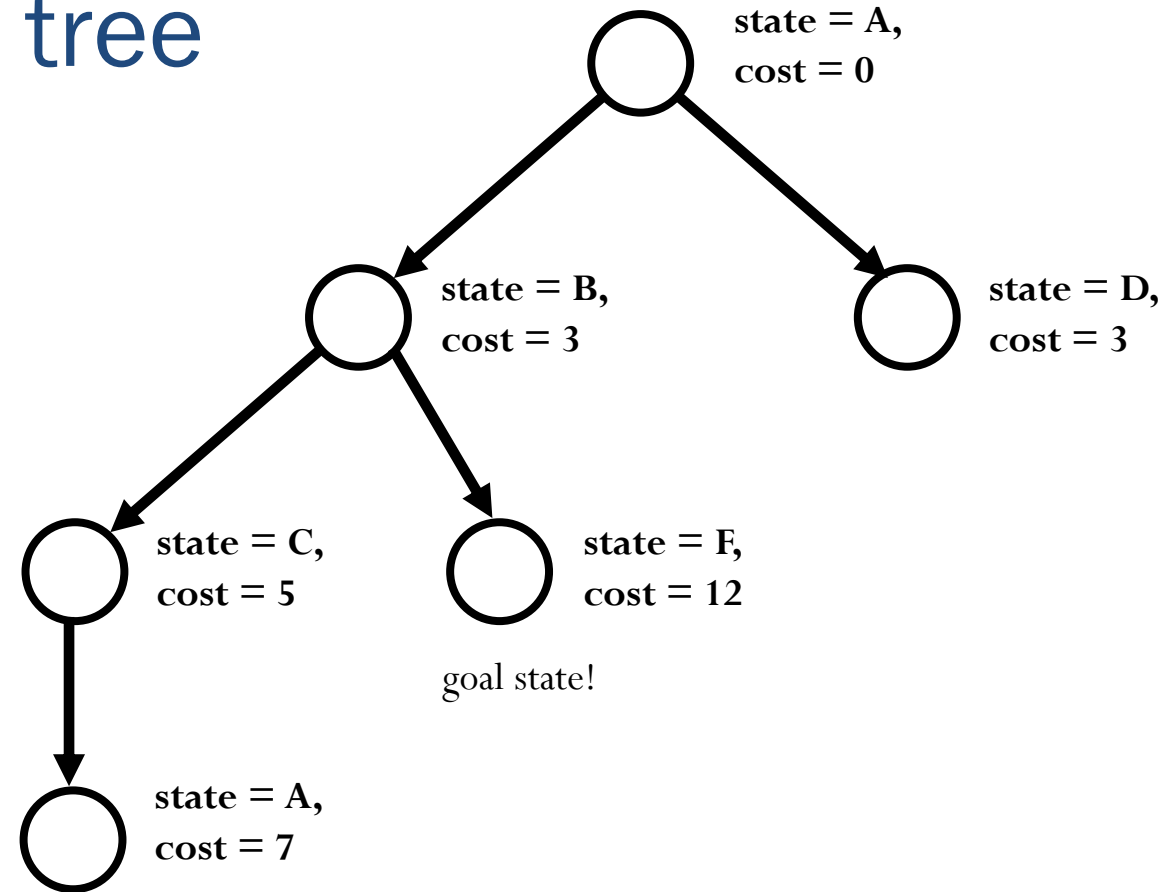 tree
state = A,
cost = 0
state = B,
cost = 3
state = D,
cost = 3
state = C,
cost = 5
state = F,
cost = 12
goal state!
state = A,
cost = 7